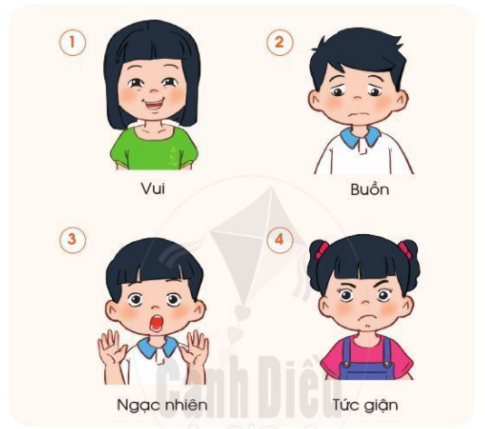 1
2
Vui
Buồn
3
4
Ngạc nhiên
Tức giận
Cánh Diều